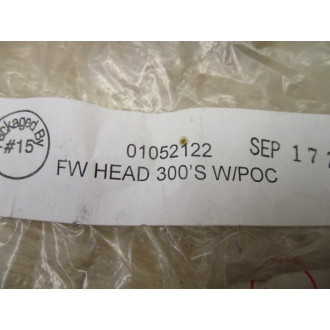 Packaged By
#15
01052122
SEP 17
FW HEAD 300'S W/POC